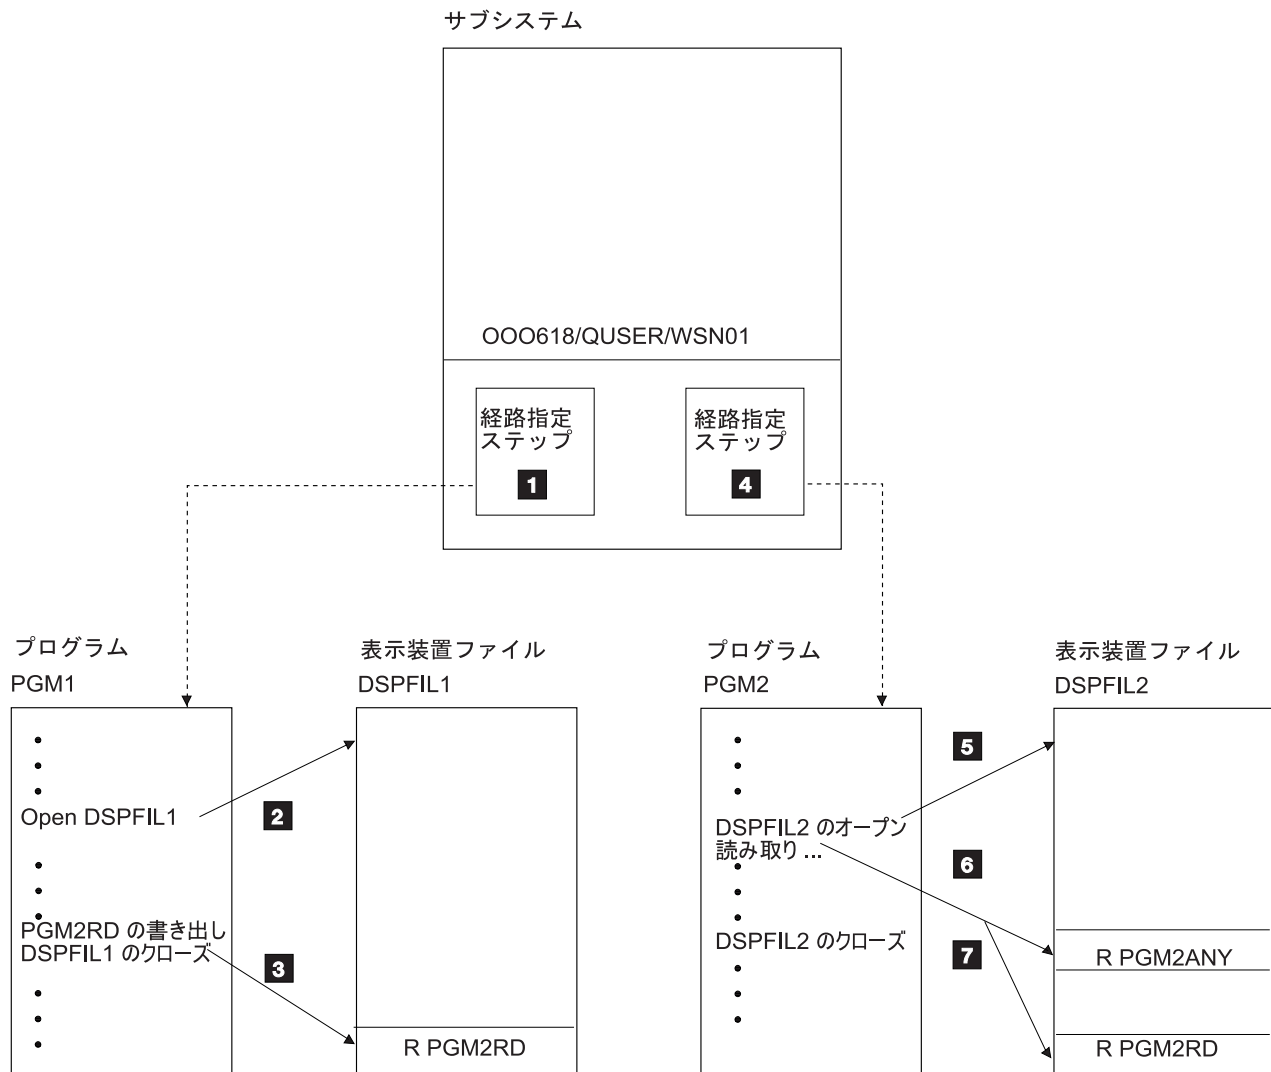 サブシステム
OOO618/QUSER/WSN01
経路指定
ステップ
1
経路指定
ステップ
4
プログラム
PGM1
Open DSPFIL1
PGM2RD の書き出し
DSPFIL1 のクローズ
2
3
表示装置ファイル
DSPFIL1
R PGM2RD
プログラム
PGM2
DSPFIL2 のオープン
読み取り ...
DSPFIL2 のクローズ
5
6
7
表示装置ファイル
DSPFIL2
R PGM2ANY
R PGM2RD